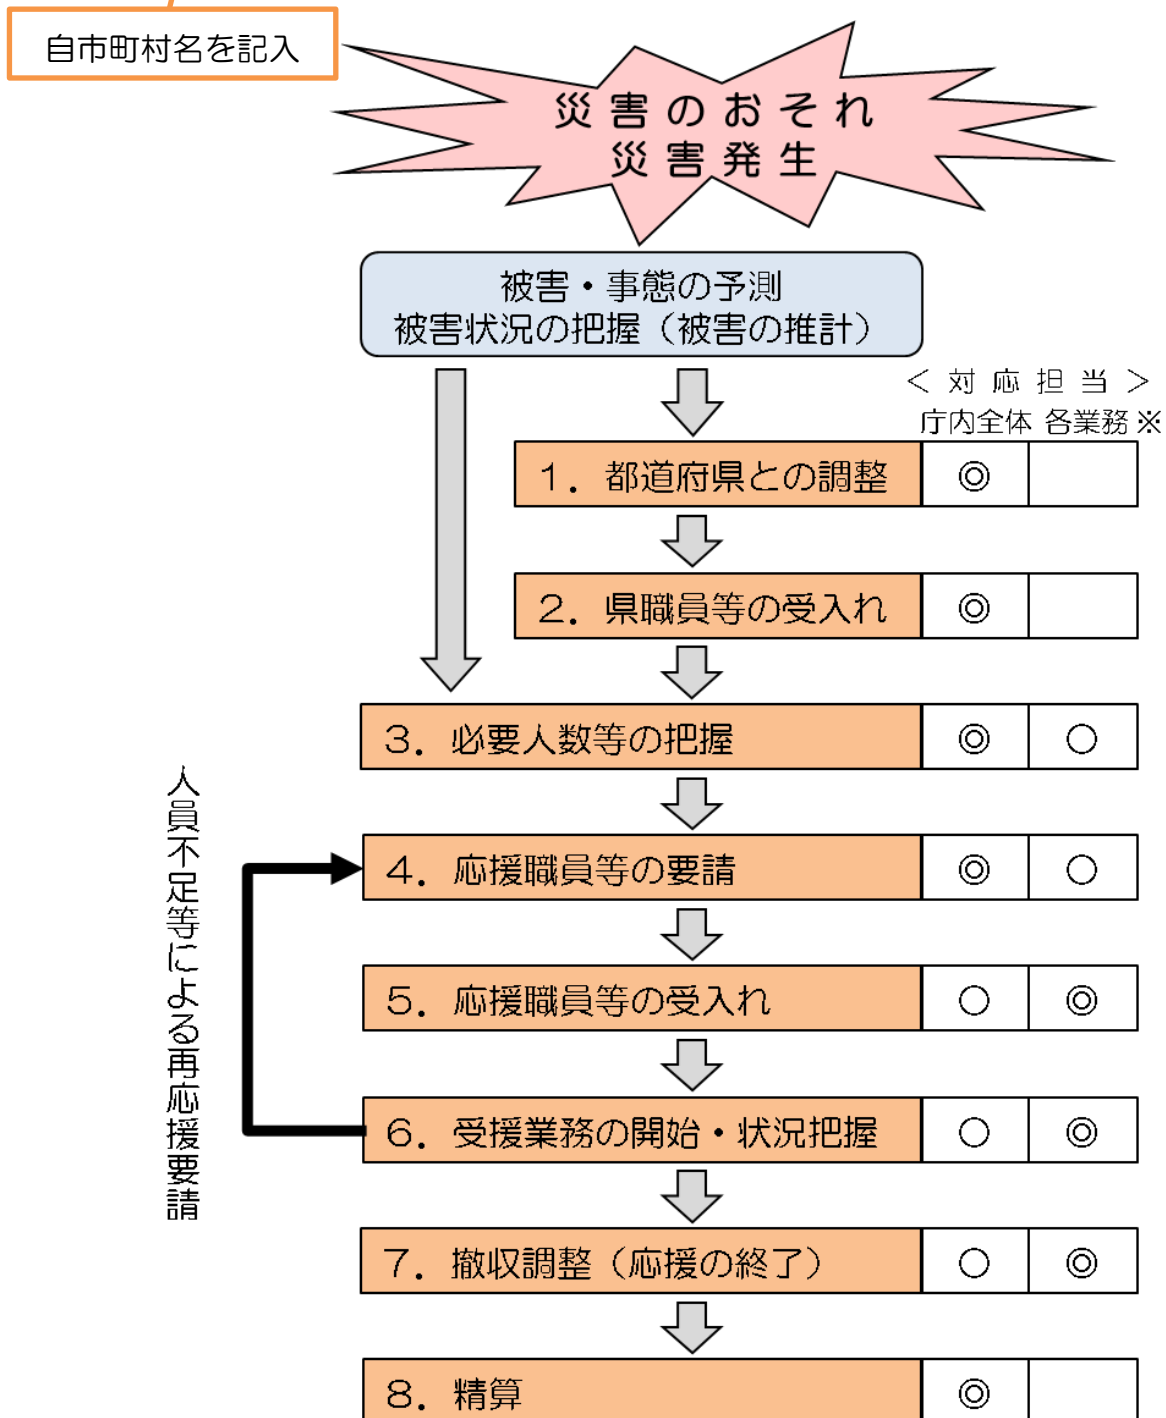 自市町村名を記入
災害のおそれ
災害発生
被害・事態の予測
被害状況の把握（被害の推計）
＜対応担当＞
庁内全体 各業務※
１．都道府県との調整 ◎
２．県職員等の受入れ ◎
３．必要人数等の把握 ◎ ○
４．応援職員等の要請 ◎ ○
５．応援職員等の受入れ ○ ◎
６．受援業務の開始・状況把握 ○ ◎
７．撤収調整（応援の終了） ○ ◎
８．精算 ◎
人員不足等による再応援要請